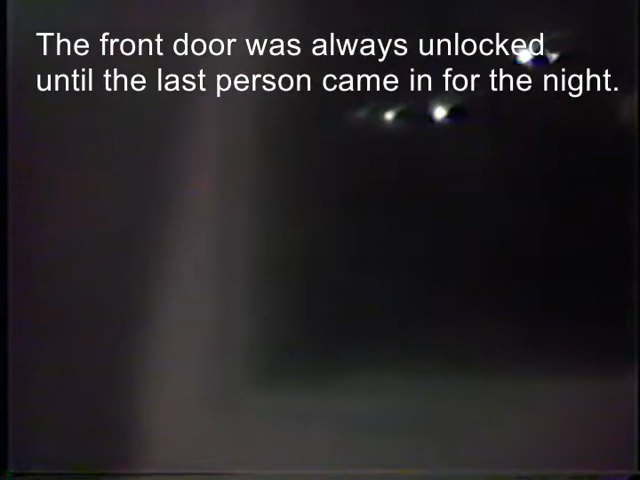 The front door was always unlocked
until the last person came in for the night.